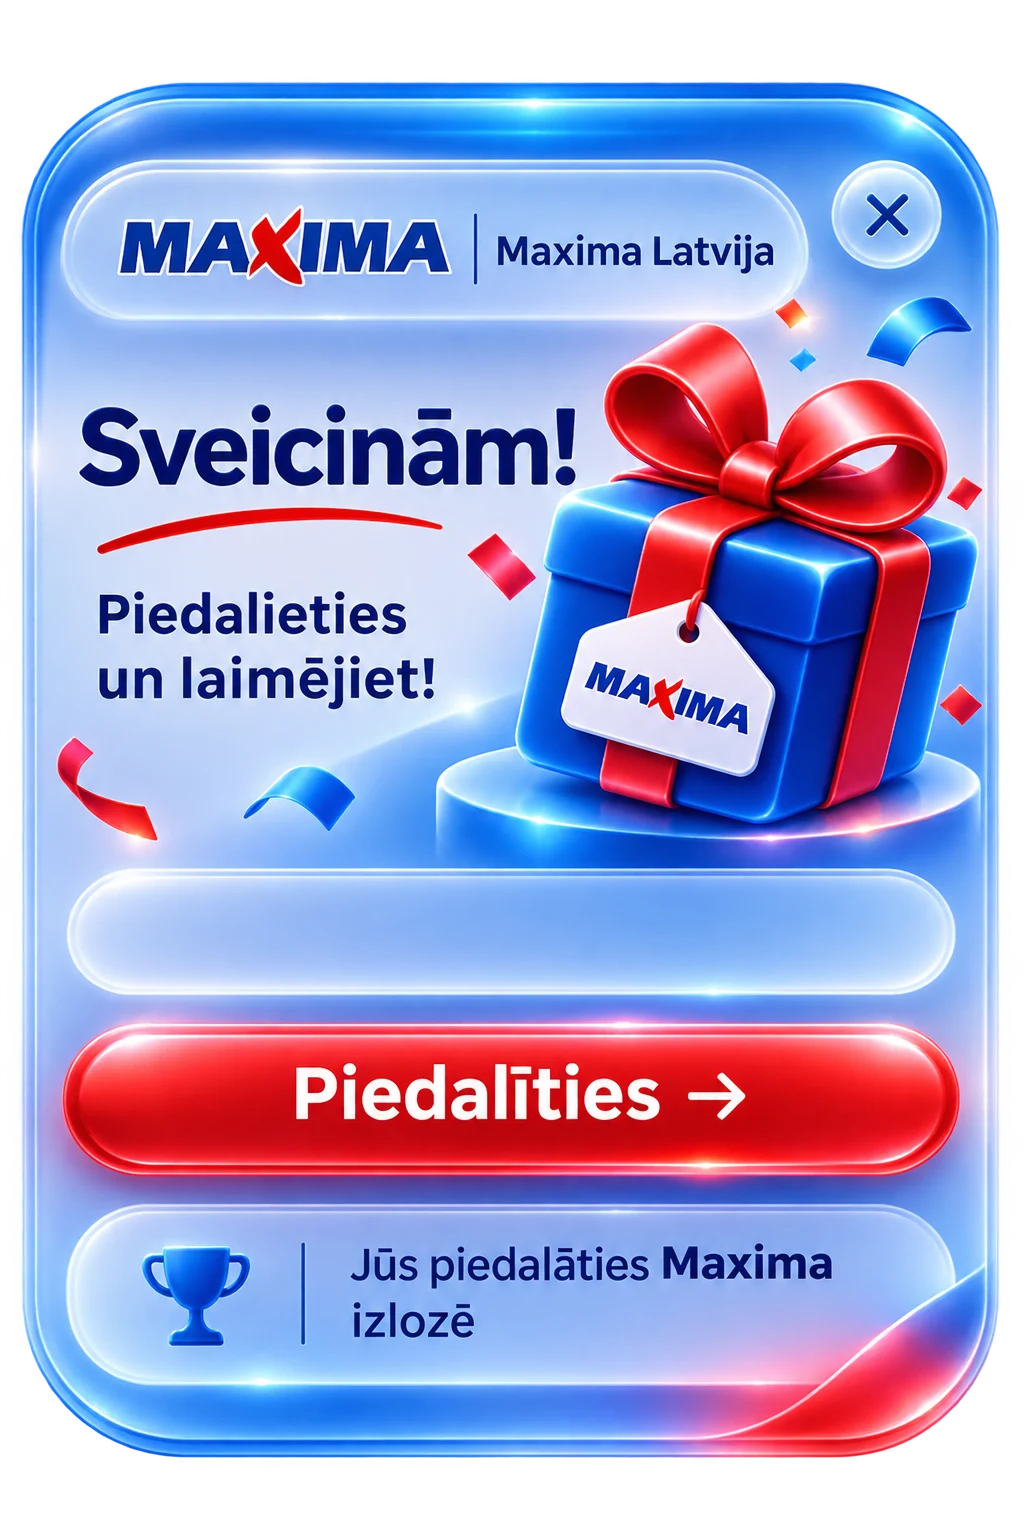 MAXIMA | Maxima Latvija
Sveicinām!
Piedalieties
un laimējiet!
MAXIMA
Piedalīties →
Jūs piedalāties Maxima
izlozē